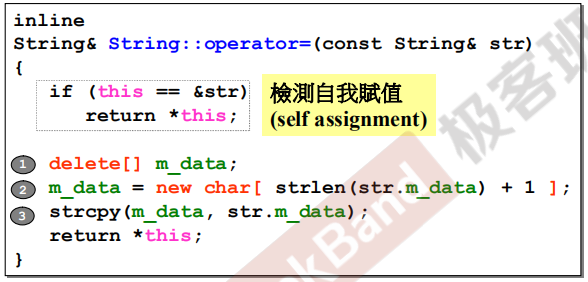 inline
String& String::operator=(const String& str)
{
if (this == &str)
return *this;
檢測自我賦值
(self assignment)
1 delete[] m_data;
2 m_data = new char[ strlen(str.m_data) + 1 ];
3 strcpy(m_data, str.m_data);
return *this;
}
极客班
kBand